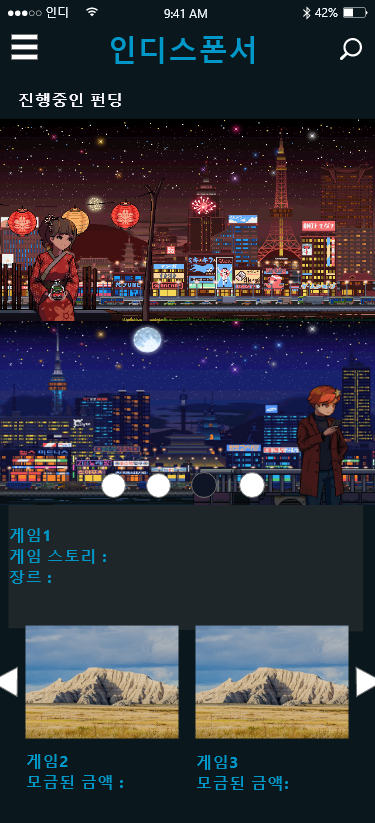 인디 9:41 AM 42%
인디스폰서
진행중인 펀딩
게임1
게임 스토리 :
장르 :
게임2
모금된 금액 :
게임3
모금된 금액: